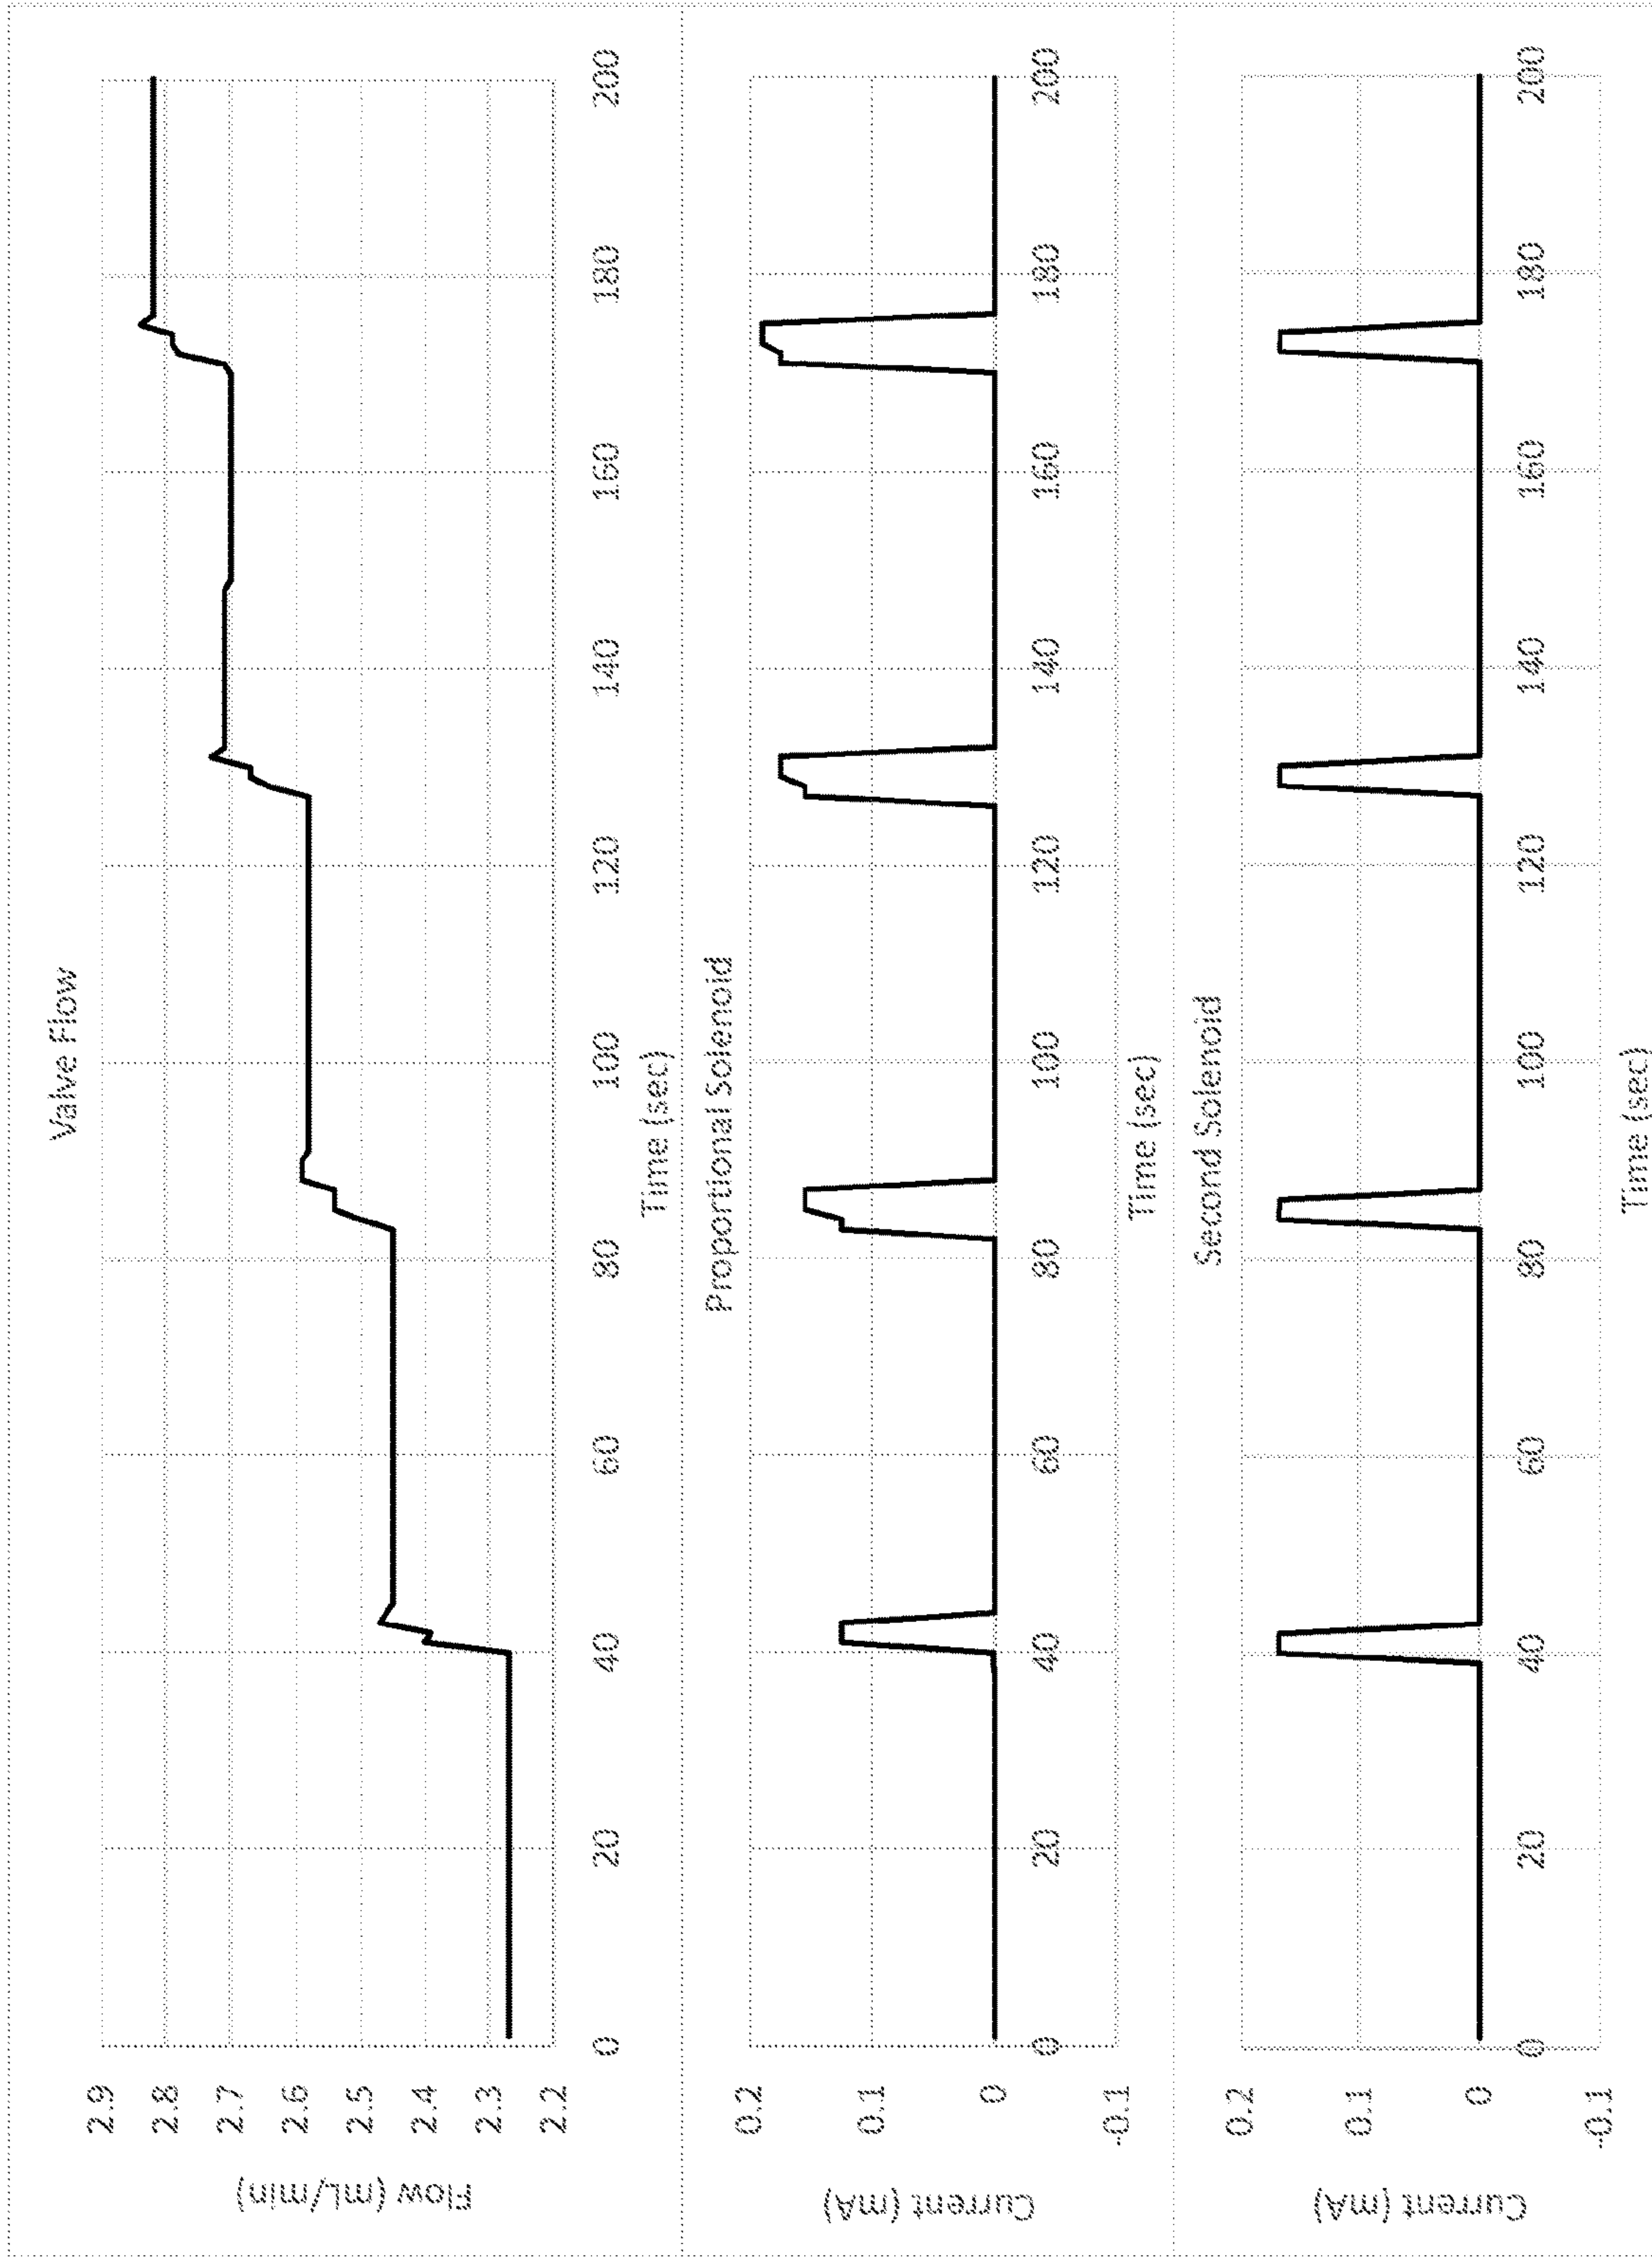 Valve Flow
Flow (mL/min)
2.9
2.8
2.7
2.6
2.5
2.4
2.3
2.2
0 20 40 60 80 100 120 140 160 180 200
Time (sec)
Proportional Solenoid
Current (mA)
0.2
0.1
0
-0.1
0 20 40 60 80 100 120 140 160 180 200
Time (sec)
Second Solenoid
Current (mA)
0.2
0.1
0
-0.1
0 20 40 60 80 100 120 140 160 180 200
Time (sec)